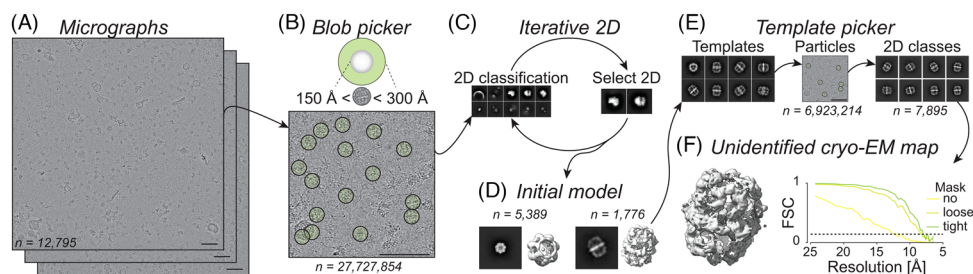 (A) Micrographs
n = 12,795
(B) Blob picker
150 Å < < 300 Å
n = 27,727,854
(C) Iterative 2D
2D classification
Select 2D
(D) Initial model
n = 5,389
n = 1,776
(E) Template picker
Templates
Particles
2D classes
n = 6,923,214
n = 7,895
(F) Unidentified cryo-EM map
FSC
1
0
25 20 15 10 5
Resolution [Å]
Mask
no
loose
tight